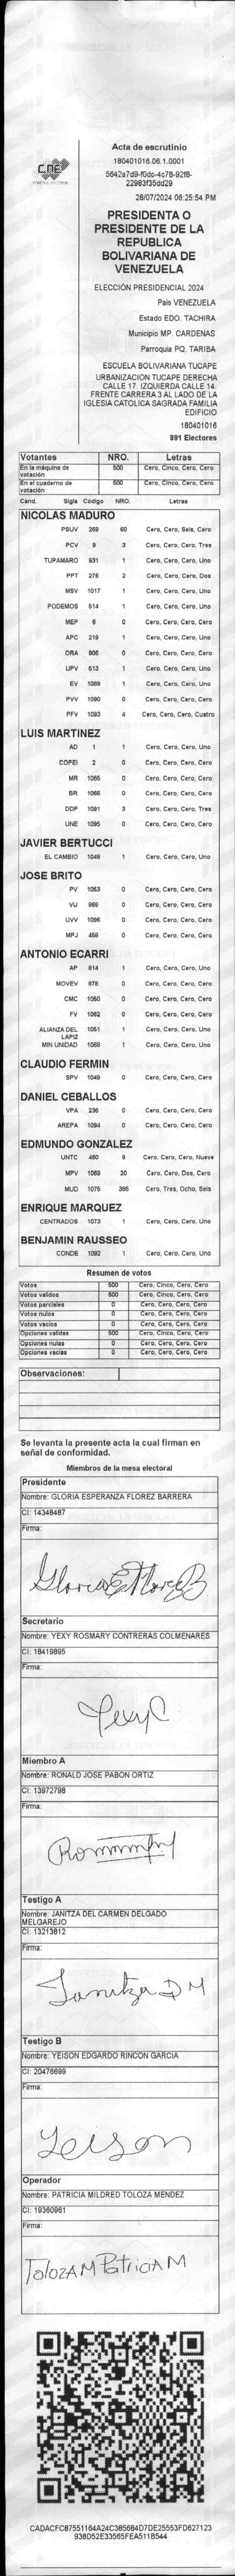 Acta de escrutinio
180401016.06.1.0001
5642a7d9-f0dc-4c78-92f8-
22983f35dd29
28/07/2024 06:25:54 PM
CNE
PRESIDENTA O
PRESIDENTE DE LA
REPUBLICA
BOLIVARIANA DE
VENEZUELA
ELECCIÓN PRESIDENCIAL 2024
País VENEZUELA
Estado EDO. TACHIRA
Municipio MP. CARDENAS
Parroquia PQ. TARIBA
ESCUELA BOLIVARIANA TUCAPE
URBANIZACION TUCAPE DERECHA
CALLE 17. IZQUIERDA CALLE 14.
FRENTE CARRERA 3 AL LADO DE LA
IGLESIA CATOLICA SAGRADA FAMILIA
EDIFICIO
180401016
891 Electores
Votantes NRO. Letras
En la máquina de votación 500 Cero, Cinco, Cero, Cero
En el cuaderno de votación 500 Cero, Cinco, Cero, Cero
Cand. Sigla Código NRO. Letras
NICOLAS MADURO
PSUV 269 60 Cero, Cero, Seis, Cero
PCV 9 3 Cero, Cero, Cero, Tres
TUPAMARO 931 1 Cero, Cero, Cero, Uno
PPT 276 2 Cero, Cero, Cero, Dos
MSV 1017 1 Cero, Cero, Cero, Uno
PODEMOS 514 1 Cero, Cero, Cero, Uno
MEP 6 0 Cero, Cero, Cero, Cero
APC 219 1 Cero, Cero, Cero, Uno
ORA 906 0 Cero, Cero, Cero, Cero
UPV 513 1 Cero, Cero, Cero, Uno
EV 1089 1 Cero, Cero, Cero, Uno
PVV 1090 0 Cero, Cero, Cero, Cero
PFV 1093 4 Cero, Cero, Cero, Cuatro
LUIS MARTINEZ
AD 1 1 Cero, Cero, Cero, Uno
COPEI 2 0 Cero, Cero, Cero, Cero
MR 1065 0 Cero, Cero, Cero, Cero
BR 1066 0 Cero, Cero, Cero, Cero
DDP 1091 3 Cero, Cero, Cero, Tres
UNE 1095 0 Cero, Cero, Cero, Cero
JAVIER BERTUCCI
EL CAMBIO 1048 1 Cero, Cero, Cero, Uno
JOSE BRITO
PV 1053 0 Cero, Cero, Cero, Cero
VU 869 0 Cero, Cero, Cero, Cero
UVV 1096 0 Cero, Cero, Cero, Cero
MPJ 458 0 Cero, Cero, Cero, Cero
ANTONIO ECARRI
AP 814 1 Cero, Cero, Cero, Uno
MOVEV 878 0 Cero, Cero, Cero, Cero
CMC 1050 0 Cero, Cero, Cero, Cero
FV 1062 0 Cero, Cero, Cero, Cero
ALIANZA DEL LAPIZ 1051 1 Cero, Cero, Cero, Uno
MIN UNIDAD 1088 1 Cero, Cero, Cero, Uno
CLAUDIO FERMIN
SPV 1049 0 Cero, Cero, Cero, Cero
DANIEL CEBALLOS
VPA 236 0 Cero, Cero, Cero, Cero
AREPA 1094 0 Cero, Cero, Cero, Cero
EDMUNDO GONZALEZ
UNTC 460 9 Cero, Cero, Cero, Nueve
MPV 1069 20 Cero, Cero, Dos, Cero
MUD 1075 386 Cero, Tres, Ocho, Seis
ENRIQUE MARQUEZ
CENTRADOS 1073 1 Cero, Cero, Cero, Uno
BENJAMIN RAUSSEO
CONDE 1092 1 Cero, Cero, Cero, Uno
Resumen de votos
Votos 500 Cero, Cinco, Cero, Cero
Votos validos 500 Cero, Cinco, Cero, Cero
Votos parciales 0 Cero, Cero, Cero, Cero
Votos nulos 0 Cero, Cero, Cero, Cero
Votos vacios 0 Cero, Cero, Cero, Cero
Opciones validas 500 Cero, Cinco, Cero, Cero
Opciones nulas 0 Cero, Cero, Cero, Cero
Opciones vacias 0 Cero, Cero, Cero, Cero
Observaciones:
Se levanta la presente acta la cual firman en
señal de conformidad.
Miembros de la mesa electoral
Presidente
Nombre: GLORIA ESPERANZA FLOREZ BARRERA
CI: 14348487
Firma:
Gloria E Florez B
Secretario
Nombre: YEXY ROSMARY CONTRERAS COLMENARES
CI: 18419895
Firma:
Yexy C
Miembro A
Nombre: RONALD JOSE PABON ORTIZ
CI: 13972798
Firma:
Testigo A
Nombre: JANITZA DEL CARMEN DELGADO
MELGAREJO
CI: 13213812
Firma:
Janitza D M
Testigo B
Nombre: YEISON EDGARDO RINCON GARCIA
CI: 20476699
Firma:
Yeison
Operador
Nombre: PATRICIA MILDRED TOLOZA MENDEZ
CI: 19360961
Firma:
TolozA M PatriciA M
CADACFC87551164A24C385684D7DE25553FD627123
938D52E33565FEA511B544